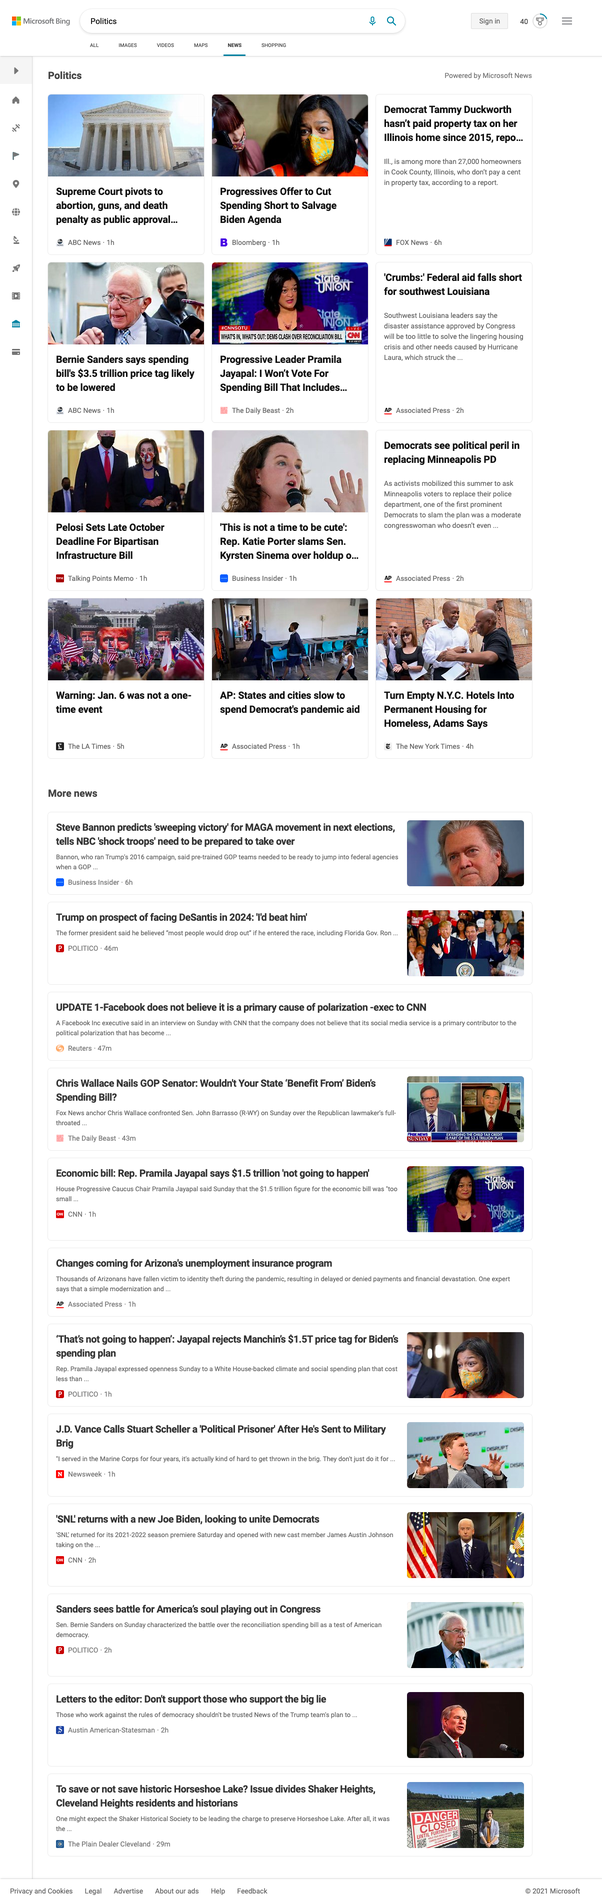 Microsoft Bing
Politics
Sign in
40
ALL
IMAGES
VIDEOS
MAPS
NEWS
SHOPPING
Politics
Powered by Microsoft News
Supreme Court pivots to
abortion, guns, and death
penalty as public approval...
ABC News · 1h
Progressives Offer to Cut
Spending Short to Salvage
Biden Agenda
Bloomberg · 1h
Democrat Tammy Duckworth
hasn't paid property tax on her
Illinois home since 2015, repo...
Ill., is among more than 27,000 homeowners
in Cook County, Illinois, who don't pay a cent
in property tax, according to a report.
FOX News · 6h
Bernie Sanders says spending
bill's $3.5 trillion price tag likely
to be lowered
ABC News · 1h
State
UNION
#CNNSOTU
WHAT'S IN, WHAT'S OUT: DEMS CLASH OVER RECONCILIATION BILL
CNN
Progressive Leader Pramila
Jayapal: I Won't Vote For
Spending Bill That Includes...
The Daily Beast · 2h
'Crumbs:' Federal aid falls short
for southwest Louisiana
Southwest Louisiana leaders say the
disaster assistance approved by Congress
will be too little to solve the lingering housing
crisis and other needs caused by Hurricane
Laura, which struck the ...
AP Associated Press · 2h
Pelosi Sets Late October
Deadline For Bipartisan
Infrastructure Bill
Talking Points Memo · 1h
'This is not a time to be cute':
Rep. Katie Porter slams Sen.
Kyrsten Sinema over holdup o...
Business Insider · 1h
Democrats see political peril in
replacing Minneapolis PD
As activists mobilized this summer to ask
Minneapolis voters to replace their police
department, one of the first prominent
Democrats to slam the plan was a moderate
congresswoman who doesn't even ...
AP Associated Press · 2h
Warning: Jan. 6 was not a one-
time event
The LA Times · 5h
AP: States and cities slow to
spend Democrat's pandemic aid
AP Associated Press · 1h
Turn Empty N.Y.C. Hotels Into
Permanent Housing for
Homeless, Adams Says
The New York Times · 4h
More news
Steve Bannon predicts 'sweeping victory' for MAGA movement in next elections,
tells NBC 'shock troops' need to be prepared to take over
Bannon, who ran Trump's 2016 campaign, said pre-trained GOP teams needed to be ready to jump into federal agencies
when a GOP ...
Business Insider · 6h
Trump on prospect of facing DeSantis in 2024: 'I'd beat him'
The former president said he believed "most people would drop out" if he entered the race, including Florida Gov. Ron ...
POLITICO · 46m
UPDATE 1-Facebook does not believe it is a primary cause of polarization -exec to CNN
A Facebook Inc executive said in an interview on Sunday with CNN that the company does not believe that its social media service is a primary contributor to the
political polarization that has become ...
Reuters · 47m
Chris Wallace Nails GOP Senator: Wouldn't Your State 'Benefit From' Biden's
Spending Bill?
Fox News anchor Chris Wallace confronted Sen. John Barrasso (R-WY) on Sunday over the Republican lawmaker's full-
throated ...
The Daily Beast · 43m
SUNDAY
Economic bill: Rep. Pramila Jayapal says $1.5 trillion 'not going to happen'
House Progressive Caucus Chair Pramila Jayapal said Sunday that the $1.5 trillion figure for the economic bill was "too
small ...
CNN · 1h
State
UNION
Changes coming for Arizona's unemployment insurance program
Thousands of Arizonans have fallen victim to identity theft during the pandemic, resulting in delayed or denied payments and financial devastation. One expert
says that a simple modernization and ...
AP Associated Press · 1h
'That's not going to happen': Jayapal rejects Manchin's $1.5T price tag for Biden's
spending plan
Rep. Pramila Jayapal expressed openness Sunday to a White House-backed climate and social spending plan that cost
less than ...
POLITICO · 1h
J.D. Vance Calls Stuart Scheller a 'Political Prisoner' After He's Sent to Military
Brig
"I served in the Marine Corps for four years, it's actually kind of hard to get thrown in the brig. They don't just do it for ...
Newsweek · 1h
DISRUPT
'SNL' returns with a new Joe Biden, looking to unite Democrats
'SNL' returned for its 2021-2022 season premiere Saturday and opened with new cast member James Austin Johnson
taking on the ...
CNN · 2h
Sanders sees battle for America's soul playing out in Congress
Sen. Bernie Sanders on Sunday characterized the battle over the reconciliation spending bill as a test of American
democracy.
POLITICO · 2h
Letters to the editor: Don't support those who support the big lie
Those who work against the rules of democracy shouldn't be trusted News of the Trump team's plan to ...
Austin American-Statesman · 2h
To save or not save historic Horseshoe Lake? Issue divides Shaker Heights,
Cleveland Heights residents and historians
One might expect the Shaker Historical Society to be leading the charge to preserve Horseshoe Lake. After all, it was
the ...
The Plain Dealer Cleveland · 29m
DANGER
CLOSED
Privacy and Cookies
Legal
Advertise
About our ads
Help
Feedback
© 2021 Microsoft